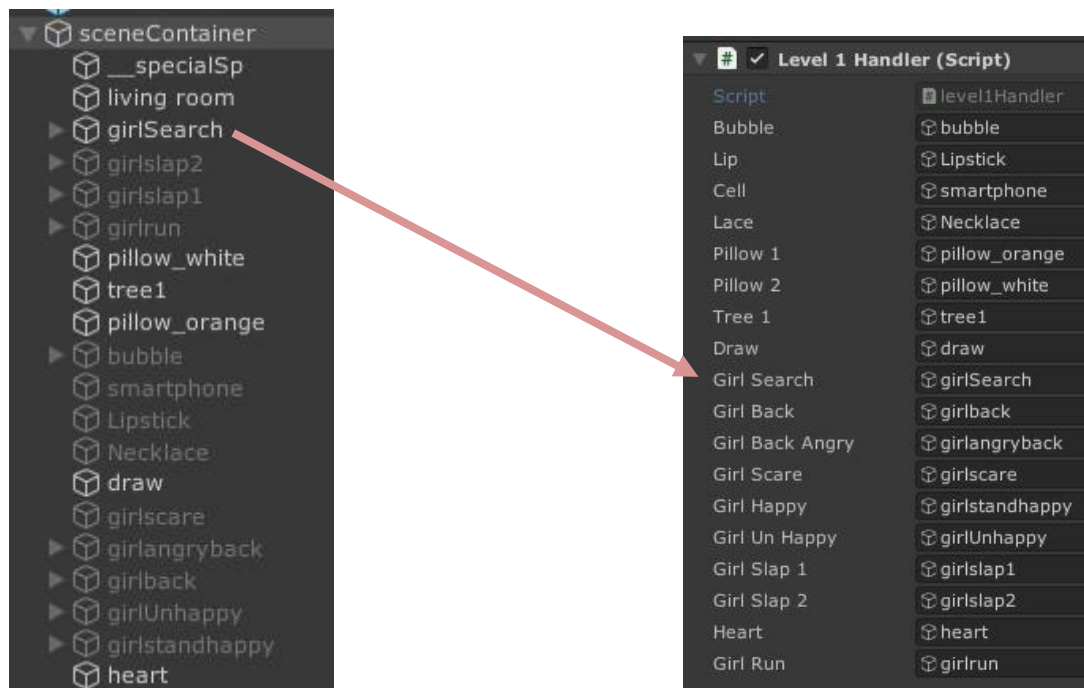 sceneContainer
__specialSp
living room
girlSearch
girlslap2
girlslap1
girlrun
pillow_white
tree1
pillow_orange
bubble
smartphone
Lipstick
Necklace
draw
girlscare
girlangryback
girlback
girlUnhappy
girlstandhappy
heart
# Level 1 Handler (Script)
Script level1Handler
Bubble bubble
Lip Lipstick
Cell smartphone
Lace Necklace
Pillow 1 pillow_orange
Pillow 2 pillow_white
Tree 1 tree1
Draw draw
Girl Search girlSearch
Girl Back girlback
Girl Back Angry girlangryback
Girl Scare girlscare
Girl Happy girlstandhappy
Girl Un Happy girlUnhappy
Girl Slap 1 girlslap1
Girl Slap 2 girlslap2
Heart heart
Girl Run girlrun